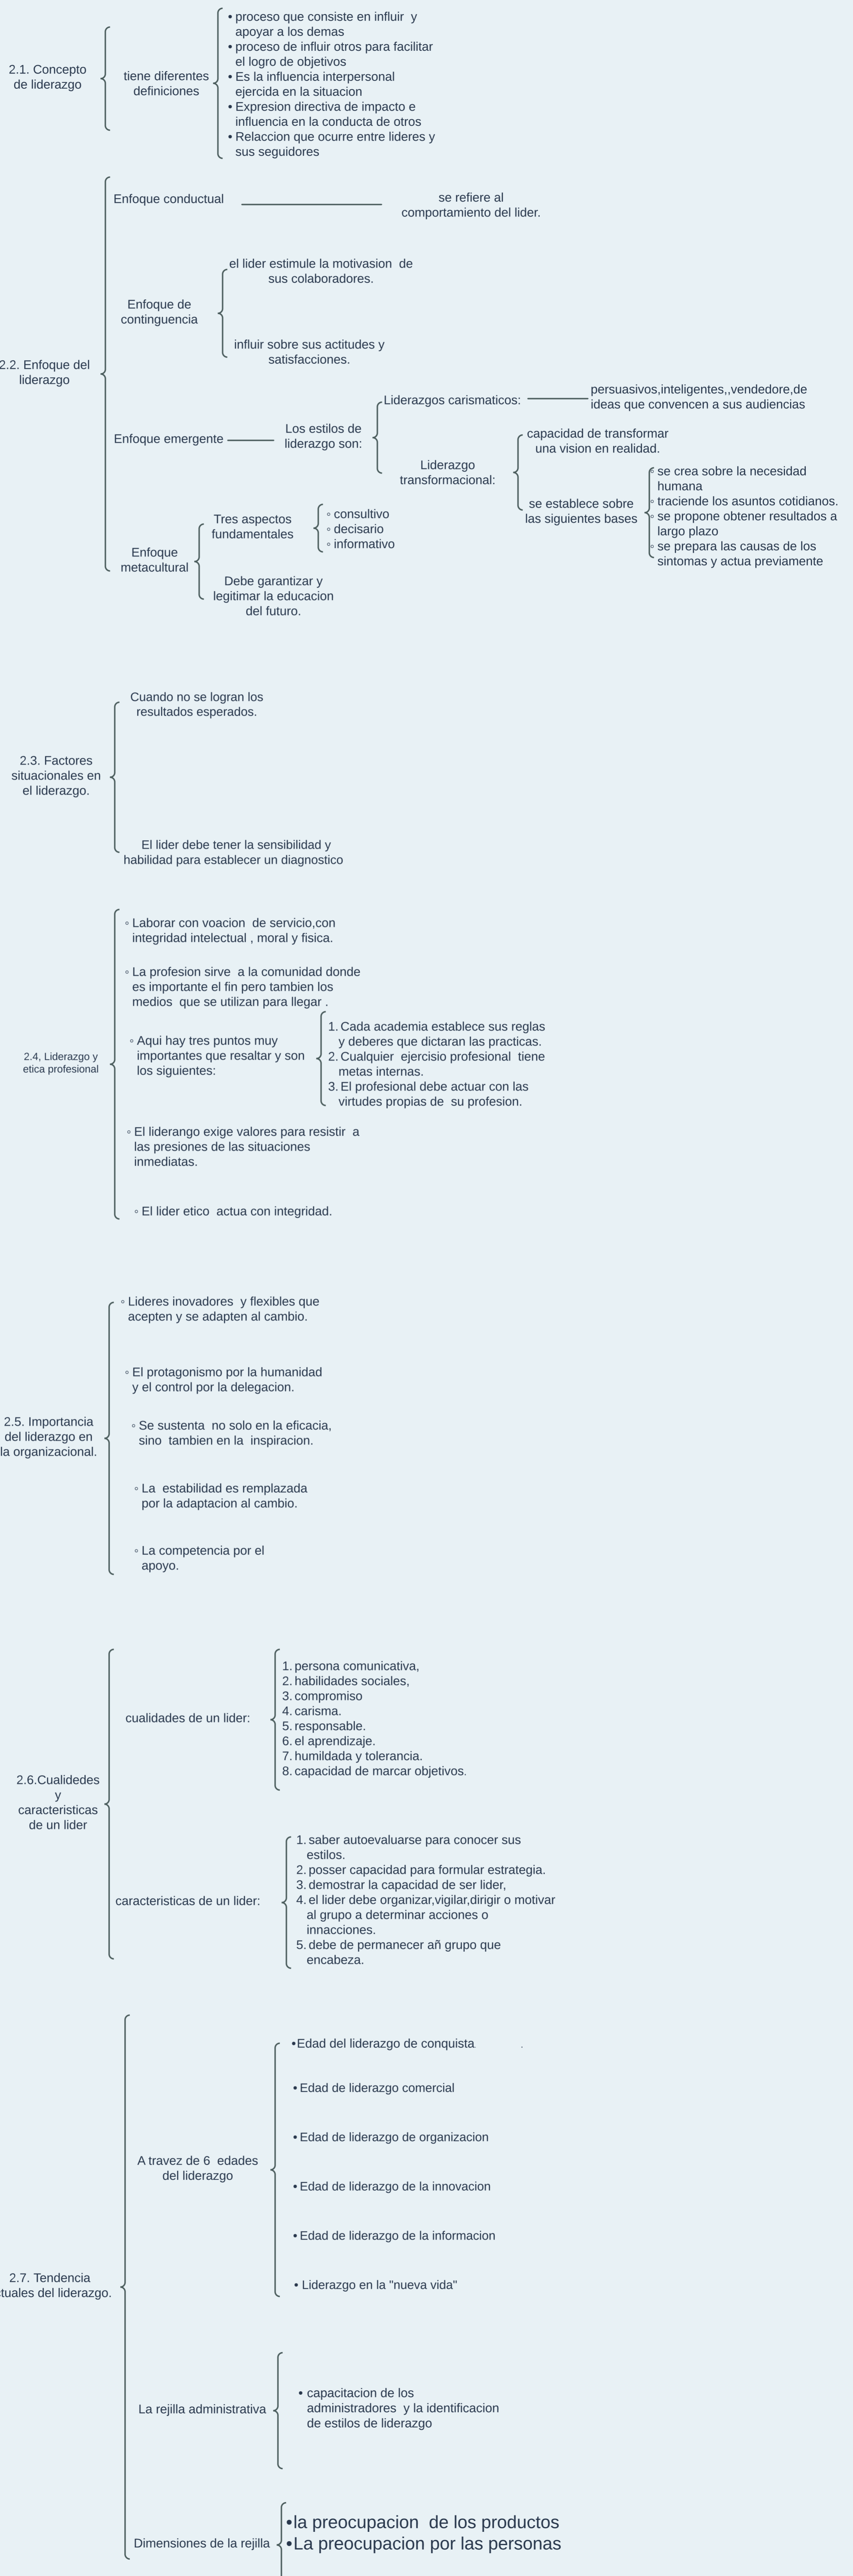 2.1. Concepto
de liderazgo
tiene diferentes
definiciones
• proceso que consiste en influir y
apoyar a los demas
• proceso de influir otros para facilitar
el logro de objetivos
• Es la influencia interpersonal
ejercida en la situacion
• Expresion directiva de impacto e
influencia en la conducta de otros
• Relaccion que ocurre entre lideres y
sus seguidores
2.2. Enfoque del
liderazgo
Enfoque conductual
se refiere al
comportamiento del lider.
Enfoque de
continguencia
el lider estimule la motivasion de
sus colaboradores.
influir sobre sus actitudes y
satisfacciones.
Enfoque emergente
Los estilos de
liderazgo son:
Liderazgos carismaticos:
persuasivos,inteligentes,,vendedore,de
ideas que convencen a sus audiencias
Liderazgo
transformacional:
capacidad de transformar
una vision en realidad.
se establece sobre
las siguientes bases
◦ se crea sobre la necesidad
humana
◦ traciende los asuntos cotidianos.
◦ se propone obtener resultados a
largo plazo
◦ se prepara las causas de los
sintomas y actua previamente
Enfoque
metacultural
Tres aspectos
fundamentales
◦ consultivo
◦ decisario
◦ informativo
Debe garantizar y
legitimar la educacion
del futuro.
2.3. Factores
situacionales en
el liderazgo.
Cuando no se logran los
resultados esperados.
El lider debe tener la sensibilidad y
habilidad para establecer un diagnostico
2.4, Liderazgo y
etica profesional
◦ Laborar con voacion de servicio,con
integridad intelectual , moral y fisica.
◦ La profesion sirve a la comunidad donde
es importante el fin pero tambien los
medios que se utilizan para llegar .
◦ Aqui hay tres puntos muy
importantes que resaltar y son
los siguientes:
1. Cada academia establece sus reglas
y deberes que dictaran las practicas.
2. Cualquier ejercisio profesional tiene
metas internas.
3. El profesional debe actuar con las
virtudes propias de su profesion.
◦ El liderango exige valores para resistir a
las presiones de las situaciones
inmediatas.
◦ El lider etico actua con integridad.
2.5. Importancia
del liderazgo en
la organizacional.
◦ Lideres inovadores y flexibles que
acepten y se adapten al cambio.
◦ El protagonismo por la humanidad
y el control por la delegacion.
◦ Se sustenta no solo en la eficacia,
sino tambien en la inspiracion.
◦ La estabilidad es remplazada
por la adaptacion al cambio.
◦ La competencia por el
apoyo.
2.6.Cualidedes
y
caracteristicas
de un lider
cualidades de un lider:
1. persona comunicativa,
2. habilidades sociales,
3. compromiso
4. carisma.
5. responsable.
6. el aprendizaje.
7. humildada y tolerancia.
8. capacidad de marcar objetivos.
caracteristicas de un lider:
1. saber autoevaluarse para conocer sus
estilos.
2. posser capacidad para formular estrategia.
3. demostrar la capacidad de ser lider,
4. el lider debe organizar,vigilar,dirigir o motivar
al grupo a determinar acciones o
innacciones.
5. debe de permanecer añ grupo que
encabeza.
2.7. Tendencia
ctuales del liderazgo.
A travez de 6 edades
del liderazgo
•Edad del liderazgo de conquista .
• Edad de liderazgo comercial
• Edad de liderazgo de organizacion
• Edad de liderazgo de la innovacion
• Edad de liderazgo de la informacion
• Liderazgo en la "nueva vida"
La rejilla administrativa
• capacitacion de los
administradores y la identificacion
de estilos de liderazgo
Dimensiones de la rejilla
•la preocupacion de los productos
•La preocupacion por las personas